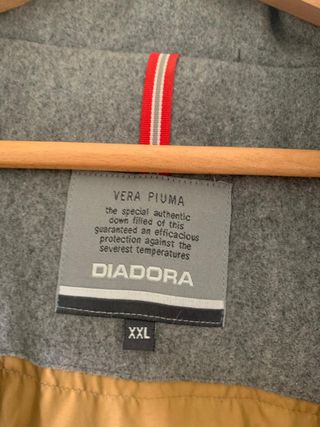 VERA PIUMA
the special authentic
down filled of this
guaranteed an efficacious
protection against the
severest temperatures
DIADORA
XXL